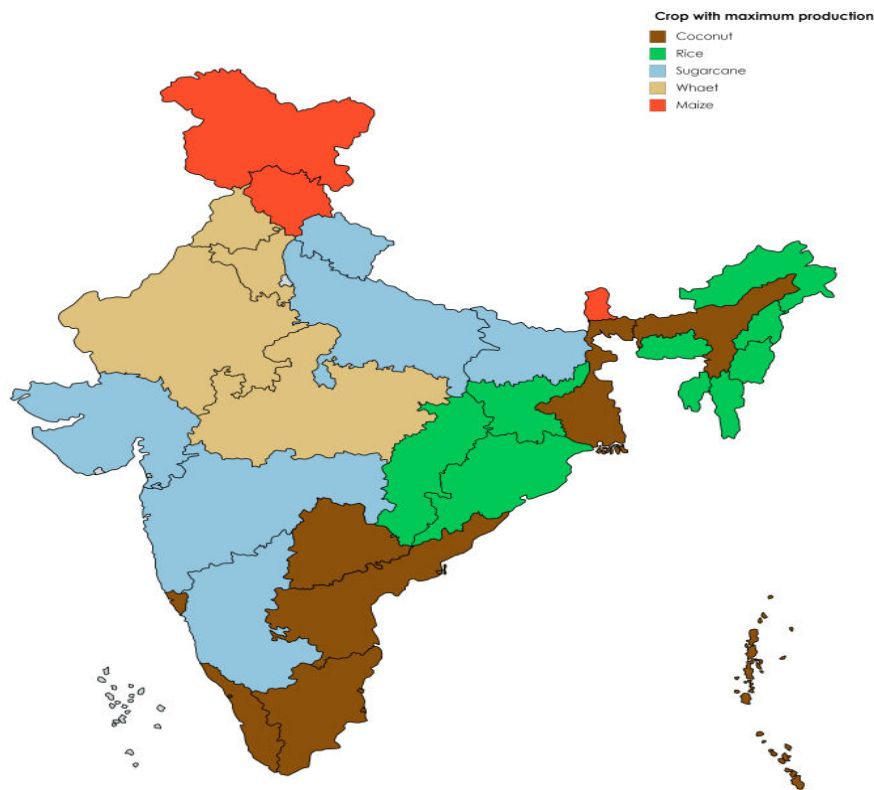 Crop with maximum production
Coconut
Rice
Sugarcane
Whaet
Maize